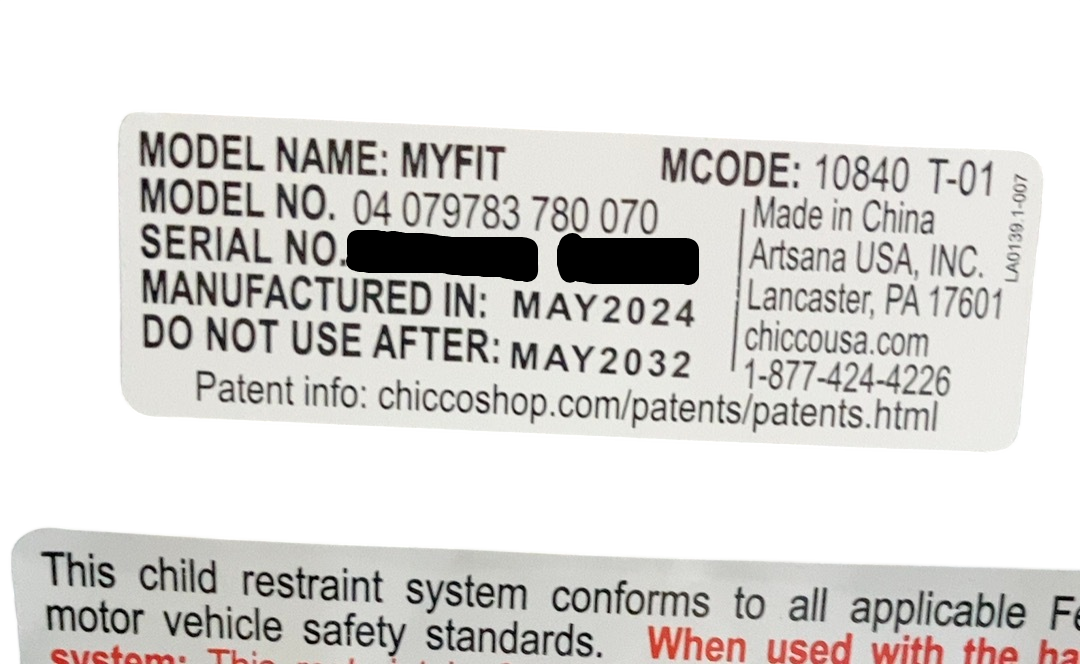 MODEL NAME: MYFIT
MCODE: 10840 T-01
MODEL NO. 04 079783 780 070
SERIAL NO.
MANUFACTURED IN: MAY2024
DO NOT USE AFTER: MAY2032
Made in China
Artsana USA, INC.
Lancaster, PA 17601
chiccousa.com
1-877-424-4226
LA0139.1-007
Patent info: chiccoshop.com/patents/patents.html
This child restraint system conforms to all applicable
motor vehicle safety standards. When used with the
system: This